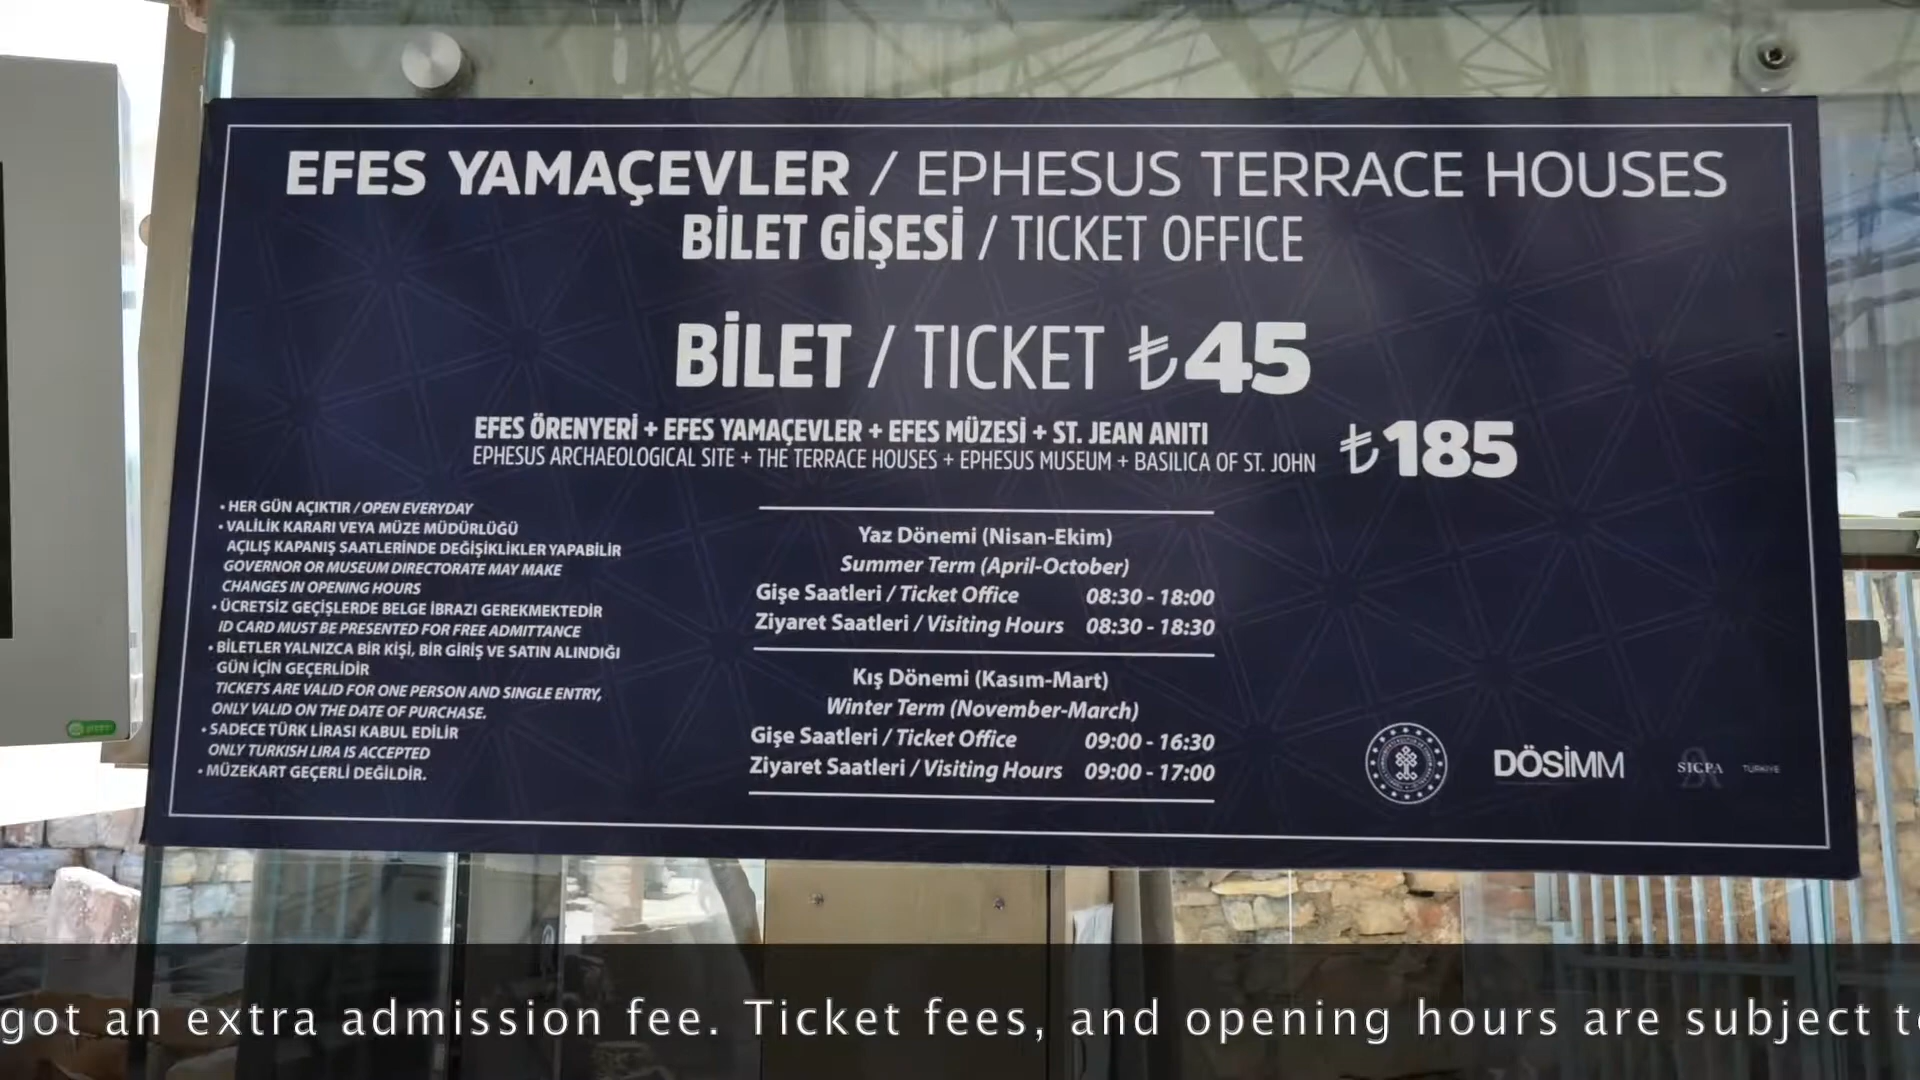 EFES YAMAÇEVLER / EPHESUS TERRACE HOUSES
BİLET GİŞESİ / TICKET OFFICE
BİLET / TICKET ₺45
EFES ÖRENYERİ + EFES YAMAÇEVLER + EFES MÜZESİ + ST. JEAN ANITI
EPHESUS ARCHAEOLOGICAL SITE + THE TERRACE HOUSES + EPHESUS MUSEUM + BASILICA OF ST. JOHN
₺185
• HER GÜN AÇIKTIR / OPEN EVERYDAY
• VALİLİK KARARI VEYA MÜZE MÜDÜRLÜĞÜ
AÇILIŞ KAPANIŞ SAATLERİNDE DEĞİŞİKLİKLER YAPABİLİR
GOVERNOR OR MUSEUM DIRECTORATE MAY MAKE
CHANGES IN OPENING HOURS
• ÜCRETSİZ GEÇİŞLERDE BELGE İBRAZI GEREKMEKTEDİR
ID CARD MUST BE PRESENTED FOR FREE ADMITTANCE
• BİLETLER YALNIZCA BİR KİŞİ, BİR GİRİŞ VE SATIN ALINDIĞI
GÜN İÇİN GEÇERLİDİR
TICKETS ARE VALID FOR ONE PERSON AND SINGLE ENTRY,
ONLY VALID ON THE DATE OF PURCHASE.
• SADECE TÜRK LİRASI KABUL EDİLİR
ONLY TURKISH LIRA IS ACCEPTED
• MÜZEKART GEÇERLİ DEĞİLDİR.
Yaz Dönemi (Nisan-Ekim)
Summer Term (April-October)
Gişe Saatleri / Ticket Office 08:30 - 18:00
Ziyaret Saatleri / Visiting Hours 08:30 - 18:30
Kış Dönemi (Kasım-Mart)
Winter Term (November-March)
Gişe Saatleri / Ticket Office 09:00 - 16:30
Ziyaret Saatleri / Visiting Hours 09:00 - 17:00
DÖSİMM
SICPA TÜRKİYE
got an extra admission fee. Ticket fees, and opening hours are subject t